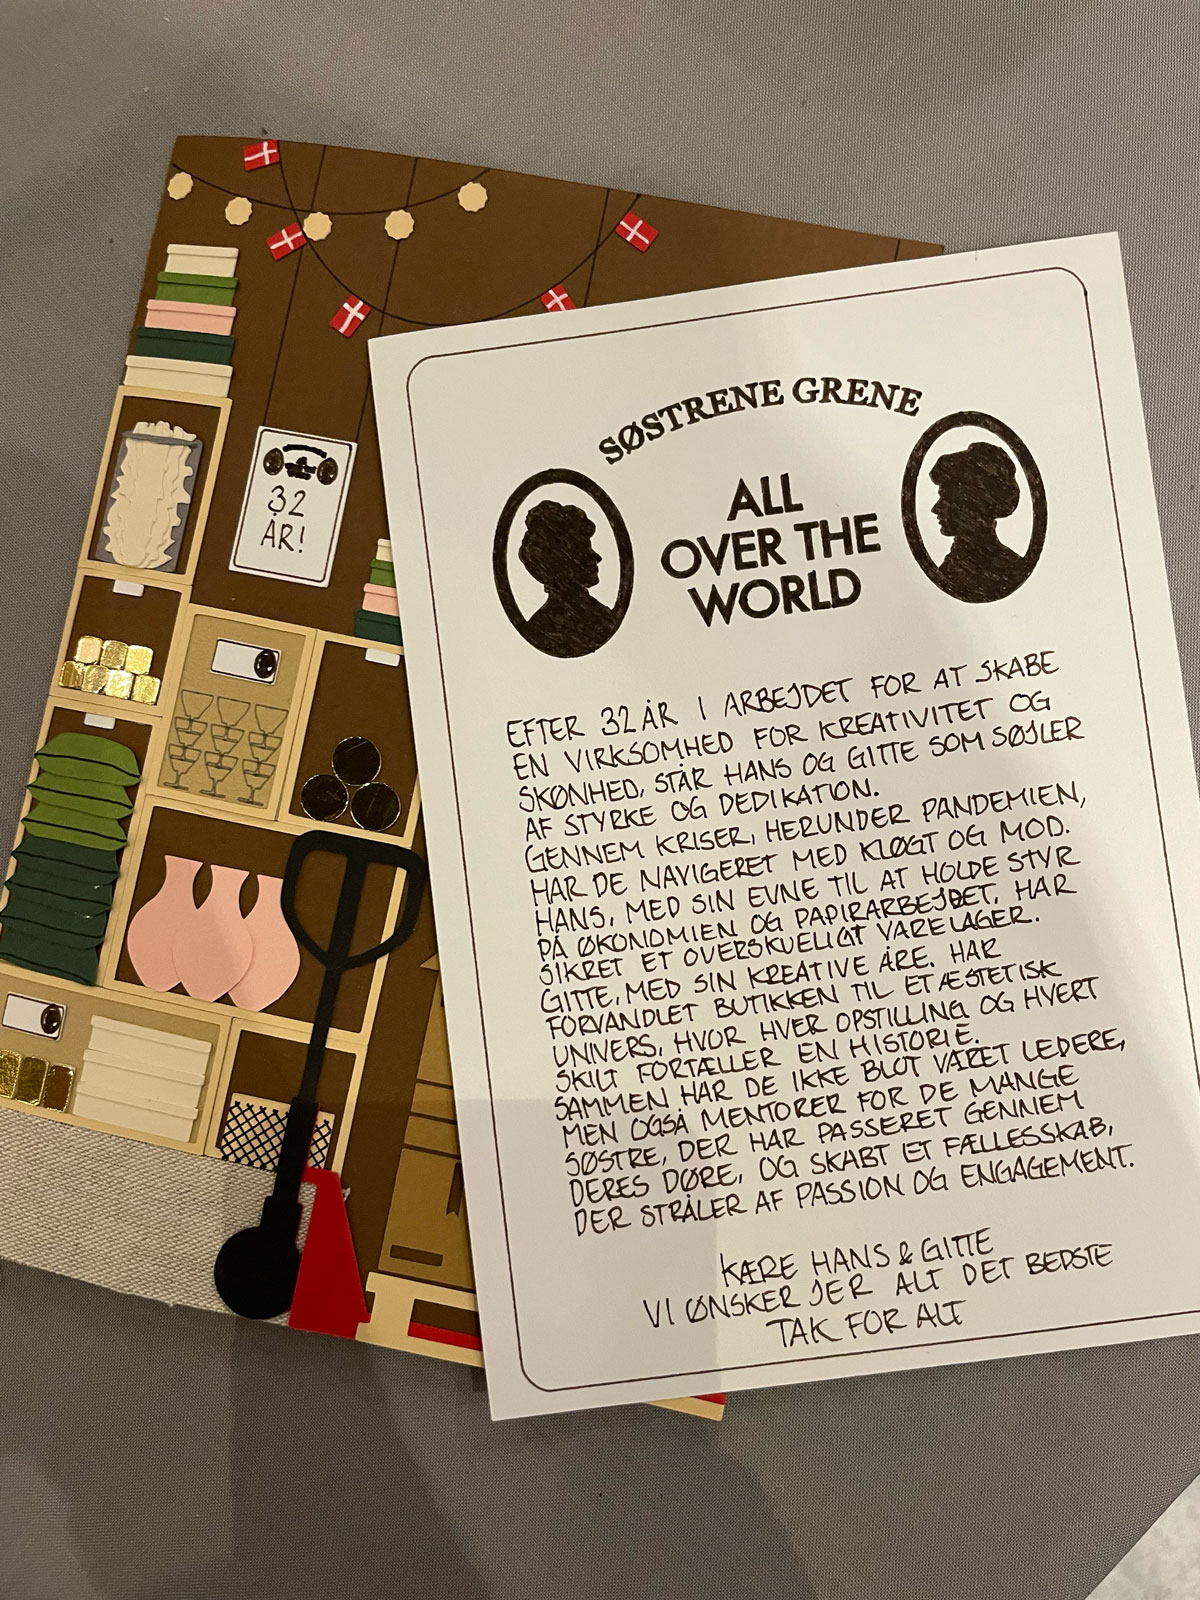 32
ÅR!
SØSTRENE GRENE
ALL
OVER THE
WORLD
EFTER 32 ÅR I ARBEJDET FOR AT SKABE
EN VIRKSOMHED FOR KREATIVITET OG
SKØNHED, STÅR HANS OG GITTE SOM SØJLER
AF STYRKE OG DEDIKATION.
GENNEM KRISER, HERUNDER PANDEMIEN,
HAR DE NAVIGERET MED KLØGT OG MOD.
HANS, MED SIN EVNE TIL AT HOLDE STYR
PÅ ØKONOMIEN OG PAPIRARBEJDET, HAR
SIKRET ET OVERSKUELIGT VARELAGER.
GITTE, MED SIN KREATIVE ÅRE. HAR
FORVANDLET BUTIKKEN TIL ET ÆSTETISK
UNIVERS, HVOR HVER OPSTILLING OG HVERT
SKILT FORTÆLLER EN HISTORIE.
SAMMEN HAR DE IKKE BLOT VÆRET LEDERE,
MEN OGSÅ MENTORER FOR DE MANGE
SØSTRE, DER HAR PASSERET GENNEM
DERES DØRE, OG SKABT ET FÆLLESSKAB,
DER STRÅLER AF PASSION OG ENGAGEMENT.
KÆRE HANS & GITTE
VI ØNSKER JER ALT DET BEDSTE
TAK FOR ALT